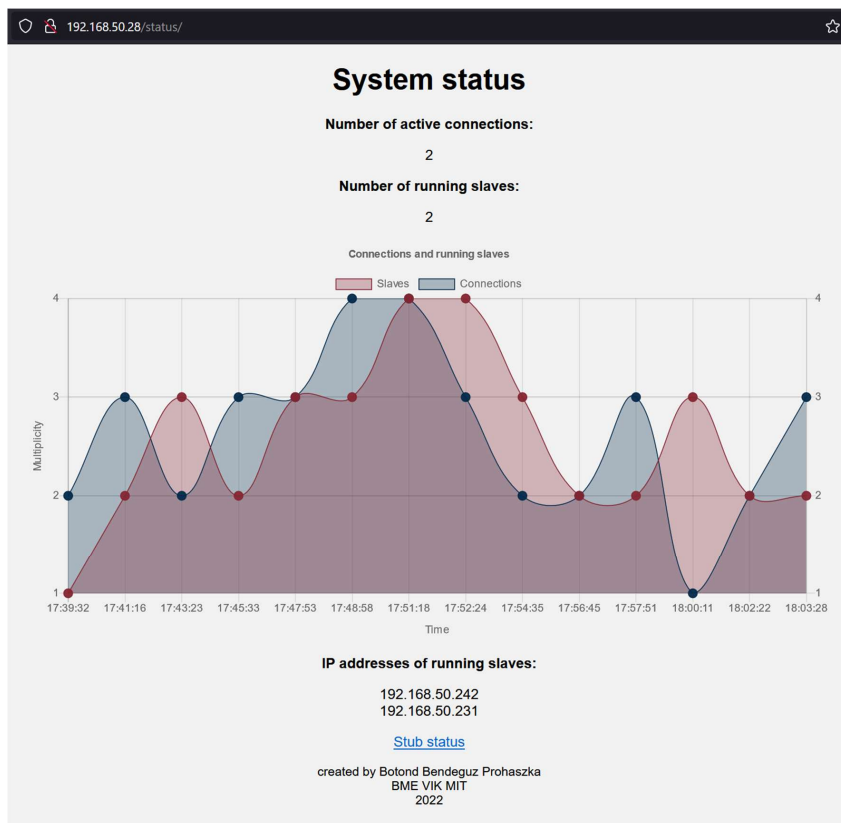 192.168.50.28/status/
System status
Number of active connections:
2
Number of running slaves:
2
Connections and running slaves
Slaves Connections
4 4
3 3
Multiplicity
2 2
1 1
17:39:32 17:41:16 17:43:23 17:45:33 17:47:53 17:48:58 17:51:18 17:52:24 17:54:35 17:56:45 17:57:51 18:00:11 18:02:22 18:03:28
Time
IP addresses of running slaves:
192.168.50.242
192.168.50.231
Stub status
created by Botond Bendeguz Prohaszka
BME VIK MIT
2022